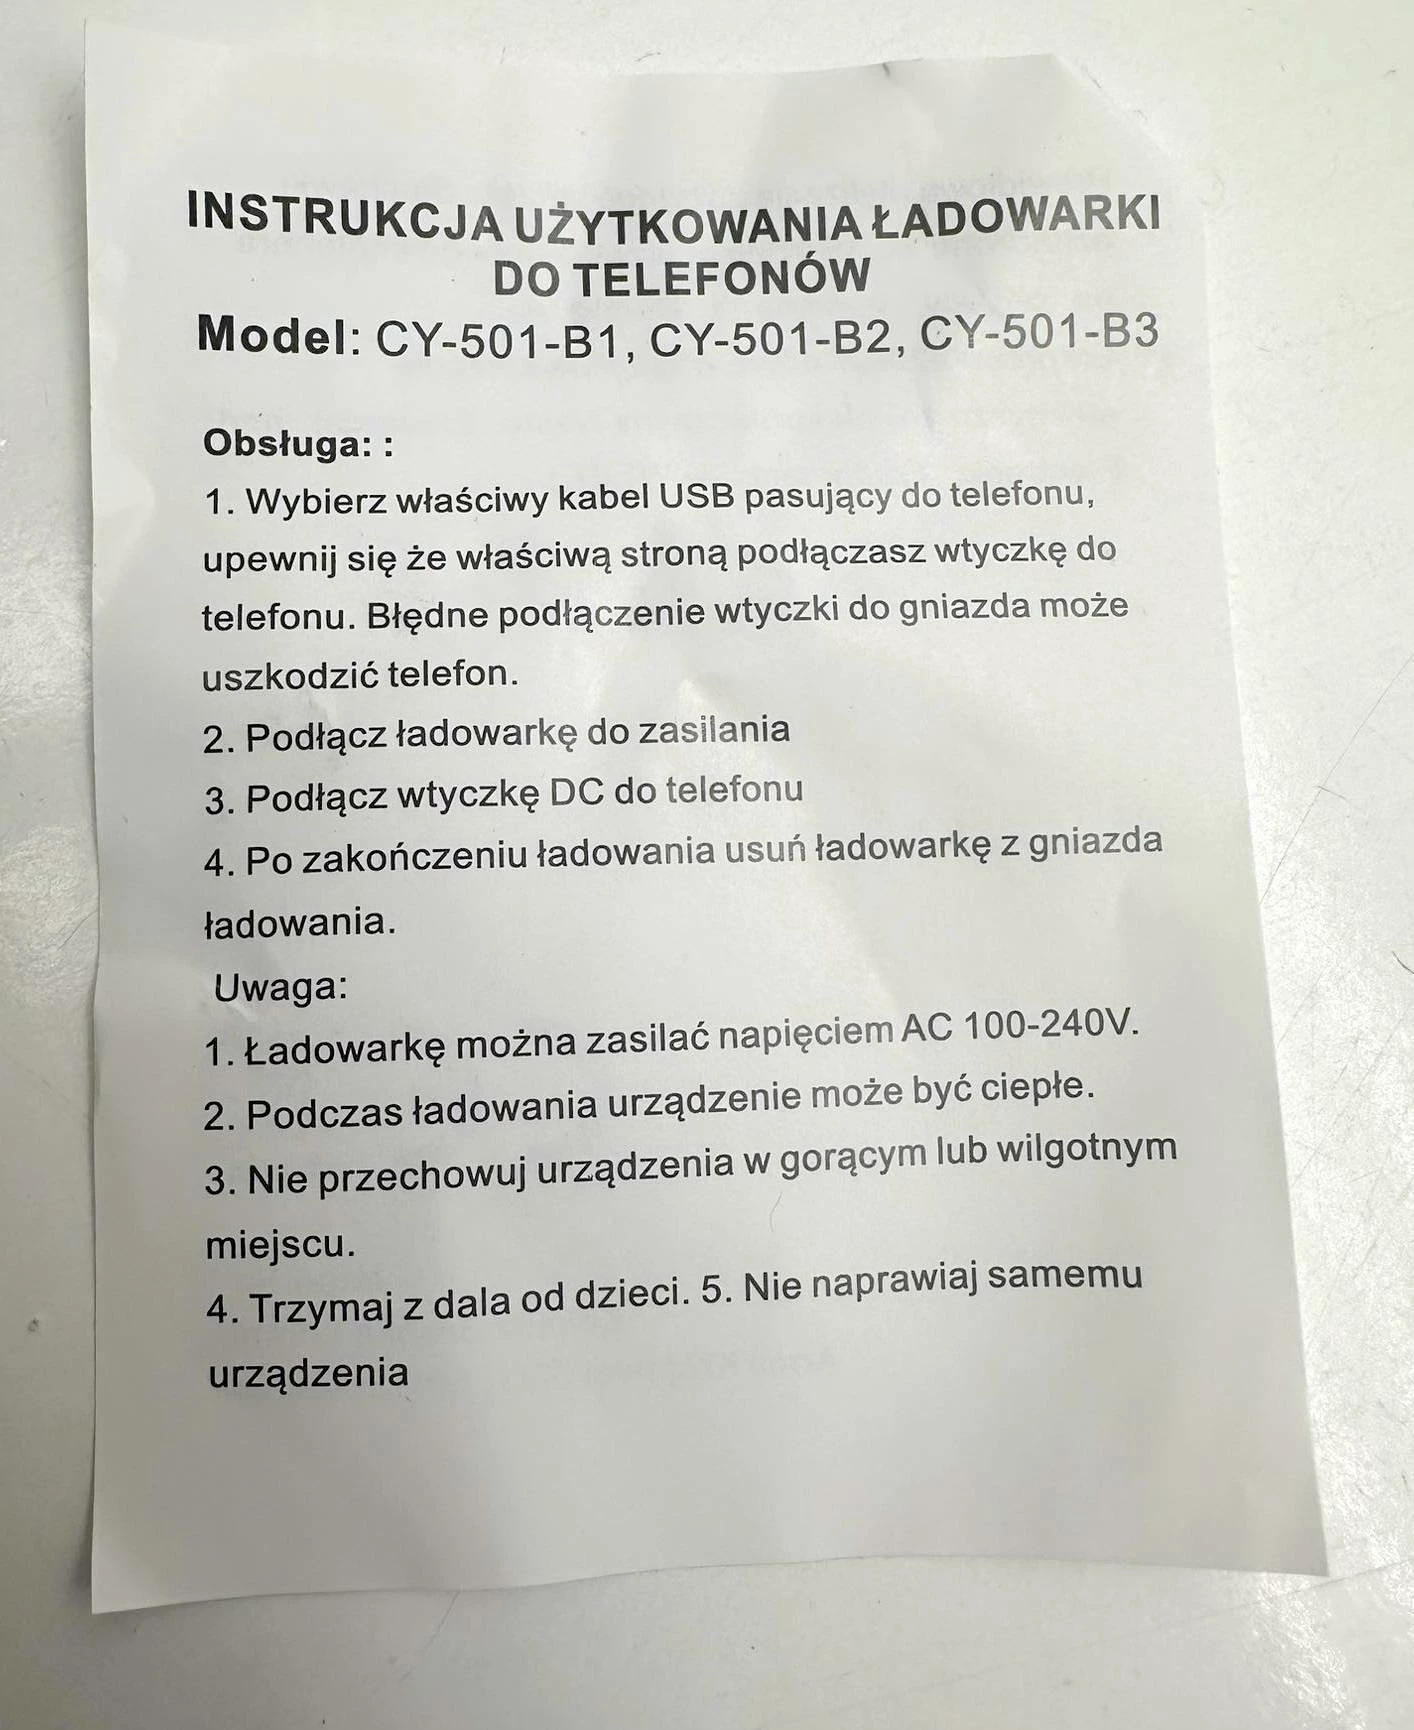 INSTRUKCJA UŻYTKOWANIA ŁADOWARKI
DO TELEFONÓW
Model: CY-501-B1, CY-501-B2, CY-501-B3
Obsługa: :
1. Wybierz właściwy kabel USB pasujący do telefonu,
upewnij się że właściwą stroną podłączasz wtyczkę do
telefonu. Błędne podłączenie wtyczki do gniazda może
uszkodzić telefon.
2. Podłącz ładowarkę do zasilania
3. Podłącz wtyczkę DC do telefonu
4. Po zakończeniu ładowania usuń ładowarkę z gniazda
ładowania.
Uwaga:
1. Ładowarkę można zasilać napięciem AC 100-240V.
2. Podczas ładowania urządzenie może być ciepłe.
3. Nie przechowuj urządzenia w gorącym lub wilgotnym
miejscu.
4. Trzymaj z dala od dzieci. 5. Nie naprawiaj samemu
urządzenia